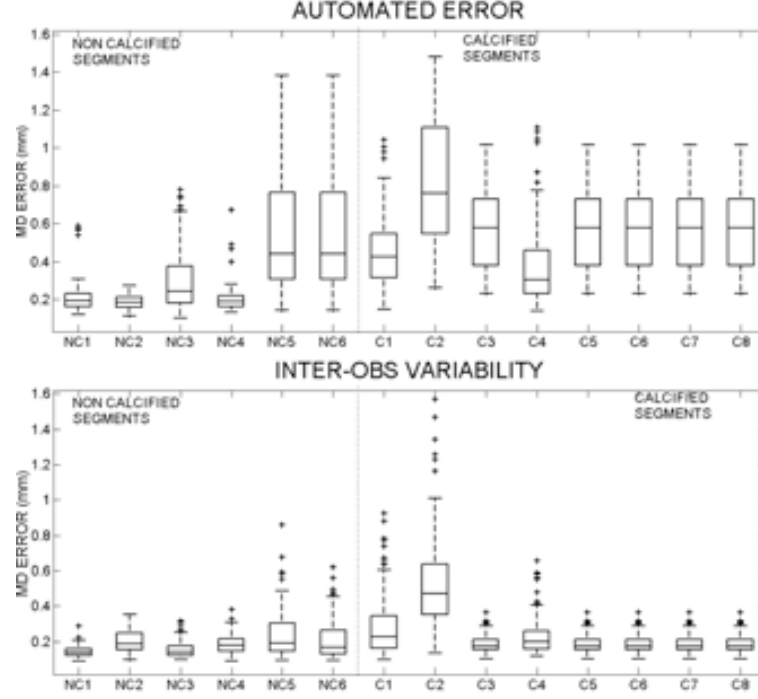 AUTOMATED ERROR
NON CALCIFIED
SEGMENTS
CALCIFIED
SEGMENTS
MD ERROR (mm)
1.6
1.4
1.2
1
0.8
0.6
0.4
0.2
NC1 NC2 NC3 NC4 NC5 NC6 C1 C2 C3 C4 C5 C6 C7 C8
INTER-OBS VARIABILITY
NON CALCIFIED
SEGMENTS
CALCIFIED
SEGMENTS
MD ERROR (mm)
1.6
1.4
1.2
1
0.8
0.6
0.4
0.2
NC1 NC2 NC3 NC4 NC5 NC6 C1 C2 C3 C4 C5 C6 C7 C8